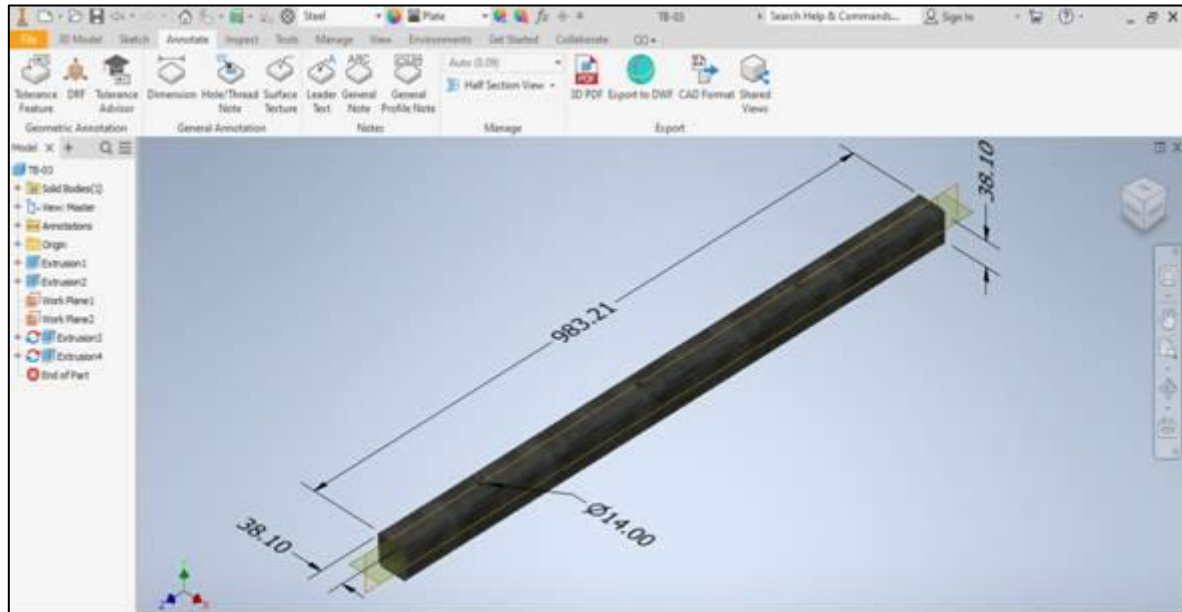 Steel
Plate
TB-03
Search Help & Commands...
Sign In
File 3D Model Sketch Annotate Inspect Tools Manage View Environments Get Started Collaborate
Auto (0.09)
Half Section View
Tolerance Feature
DRF
Tolerance Advisor
Dimension
Hole/Thread Note
Surface Texture
Leader Text
General Note
General Profile Note
3D PDF
Export to DWF
CAD Format
Shared Views
Geometric Annotation
General Annotation
Notes
Manage
Export
Model
TB-03
Solid Bodies(1)
View: Master
Annotations
Origin
Extrusion1
Extrusion2
Work Plane1
Work Plane2
Extrusion3
Extrusion4
End of Part
38.10
983.21
Ø14.00
38.10